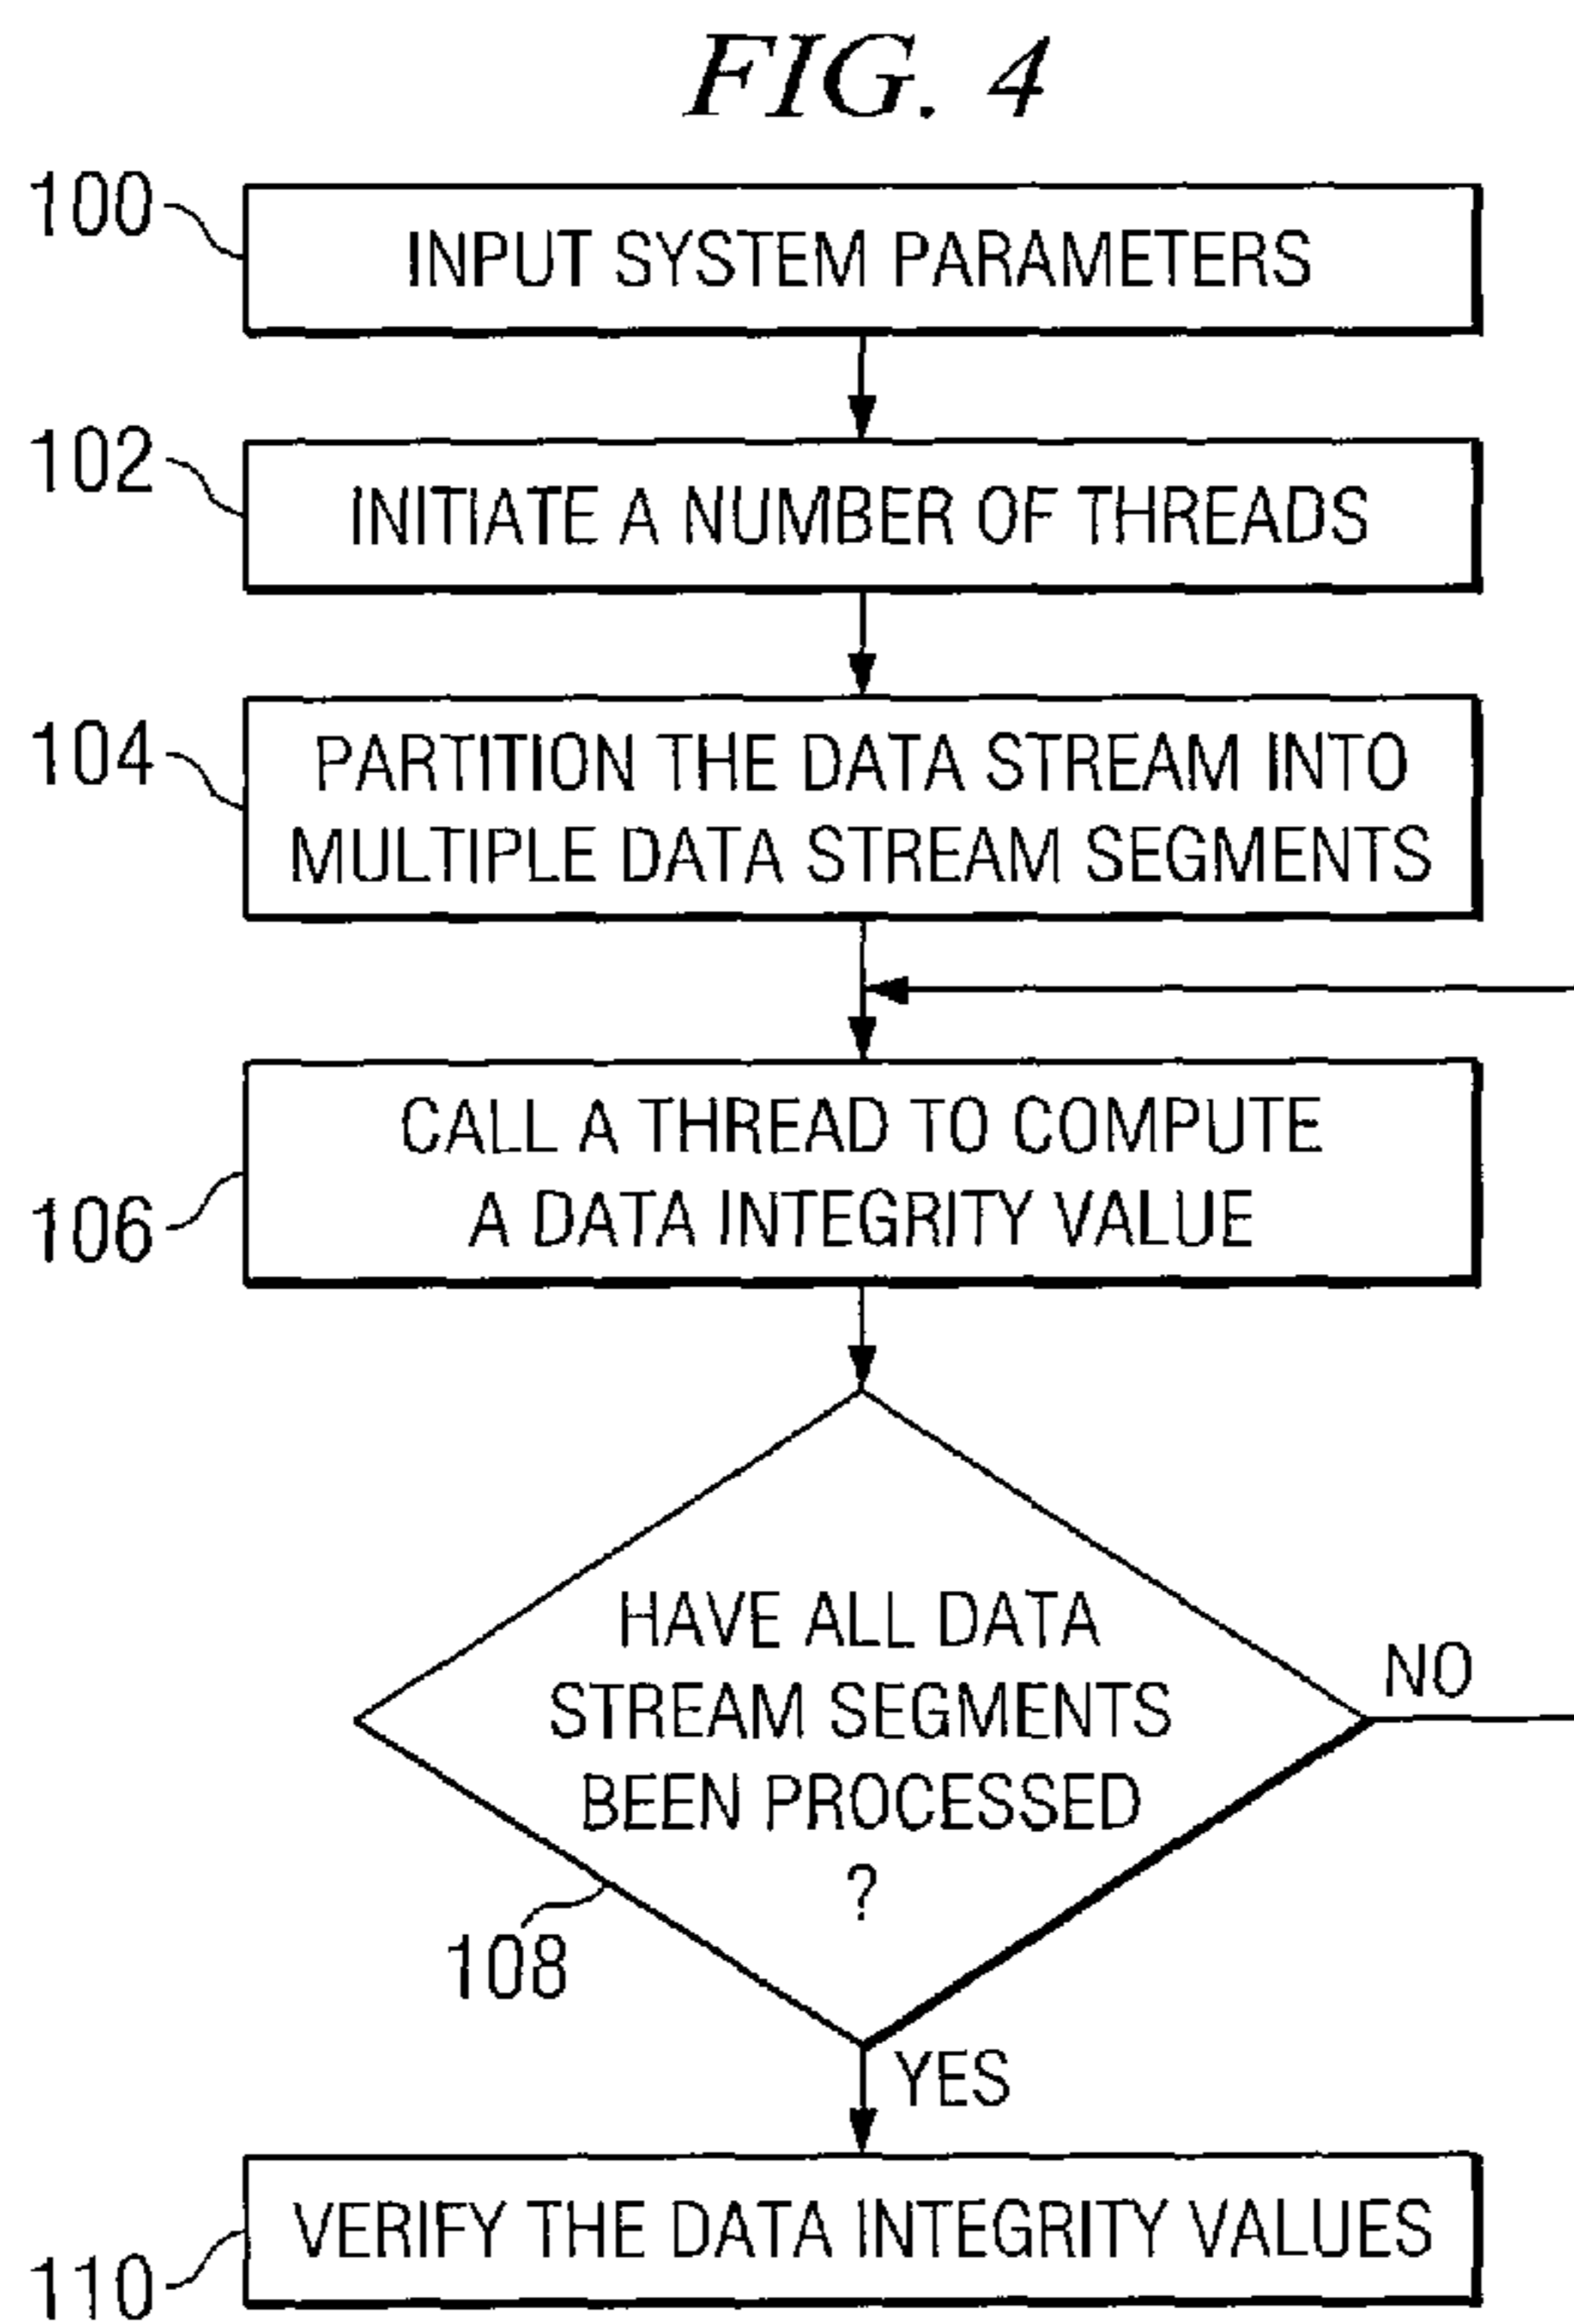 FIG. 4
100
INPUT SYSTEM PARAMETERS
102
INITIATE A NUMBER OF THREADS
104
PARTITION THE DATA STREAM INTO
MULTIPLE DATA STREAM SEGMENTS
CALL A THREAD TO COMPUTE
A DATA INTEGRITY VALUE
106
HAVE ALL DATA
STREAM SEGMENTS
BEEN PROCESSED
?
NO
108
YES
VERIFY THE DATA INTEGRITY VALUES
110